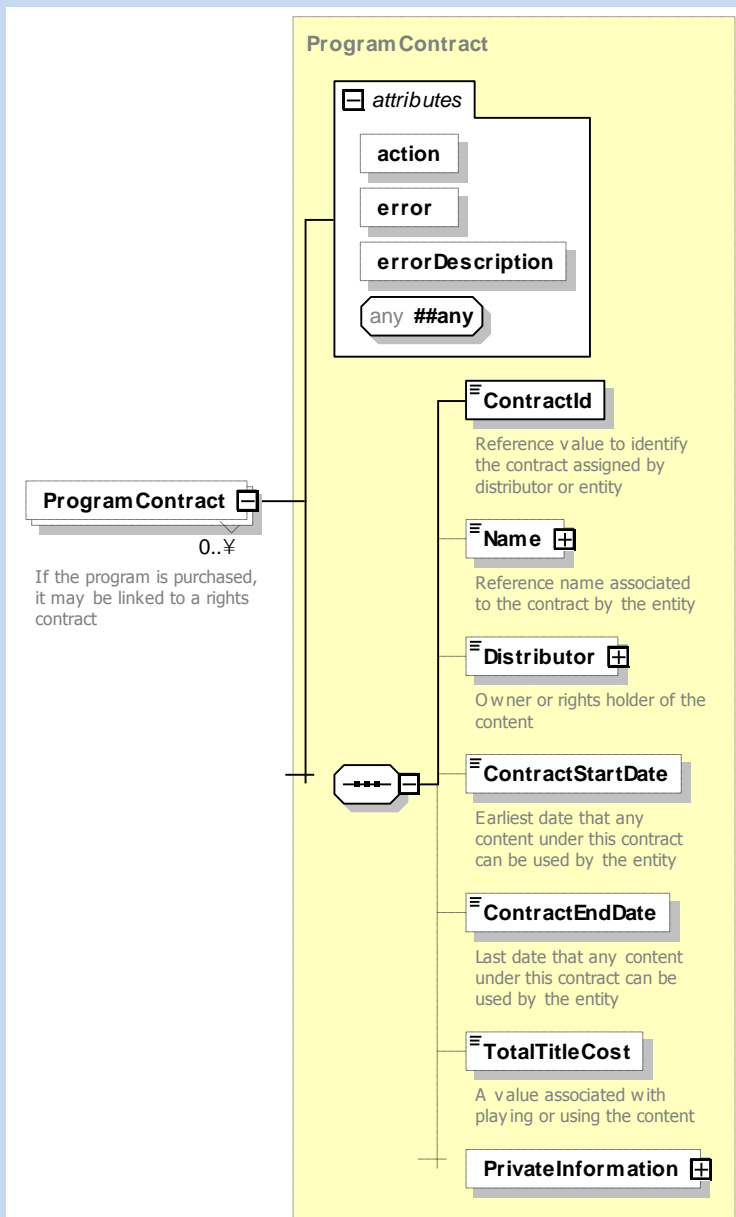 ProgramContract
attributes
action
error
errorDescription
any ##any
ContractId
Reference value to identify
the contract assigned by
distributor or entity
ProgramContract
0..¥
If the program is purchased,
it may be linked to a rights
contract
Name
Reference name associated
to the contract by the entity
Distributor
Owner or rights holder of the
content
ContractStartDate
Earliest date that any
content under this contract
can be used by the entity
ContractEndDate
Last date that any content
under this contract can be
used by the entity
TotalTitleCost
A value associated with
playing or using the content
PrivateInformation